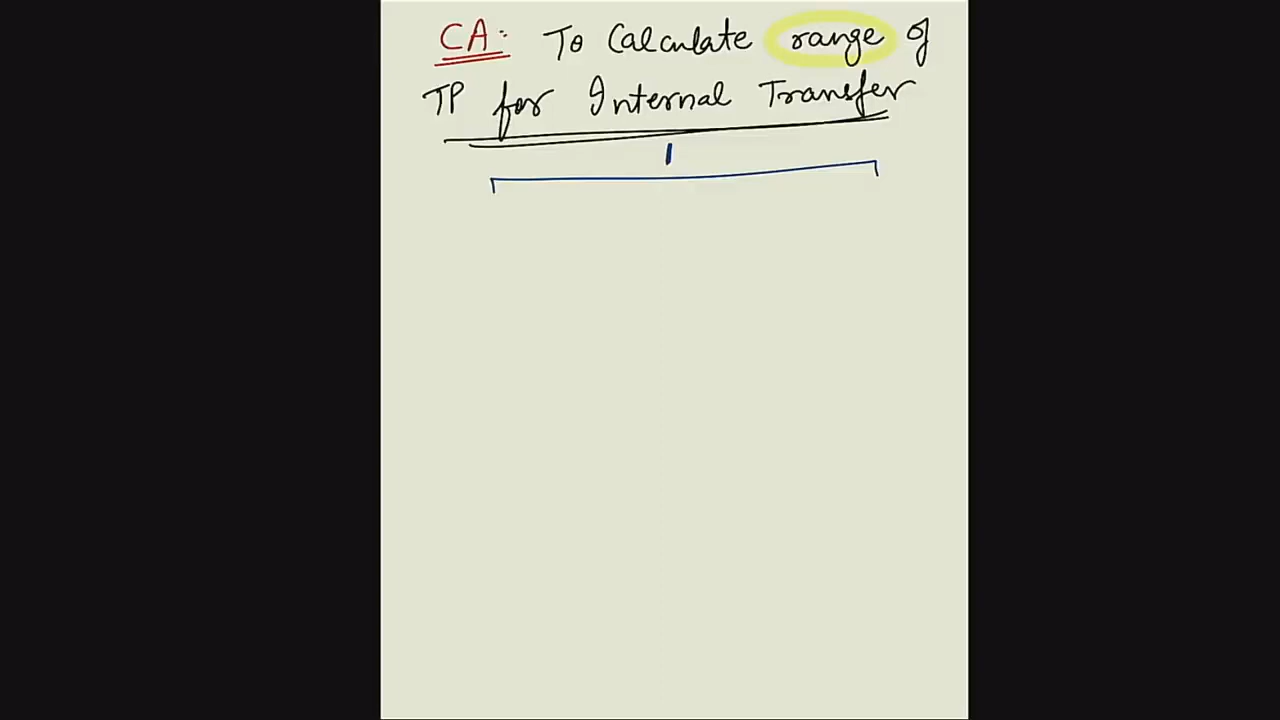 CA: To Calculate range of
TP for Internal Transfer